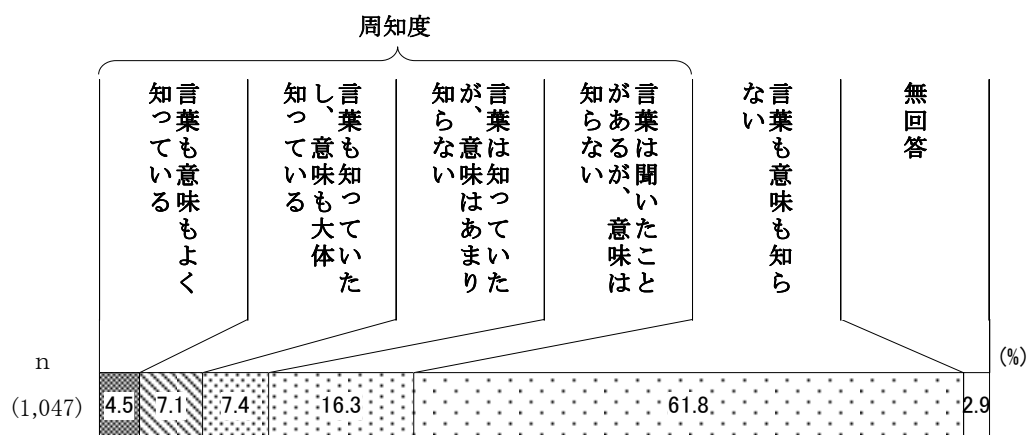 周知度
言葉も意味もよく
知っている
言葉も知っていた
し、意味も大体
知っている
言葉は知っていた
が、意味はあまり
知らない
言葉は聞いたこと
があるが、意味は
知らない
言葉も意味も知ら
ない
無回答
n
(%)
(1,047)
4.5
7.1
7.4
16.3
61.8
2.9